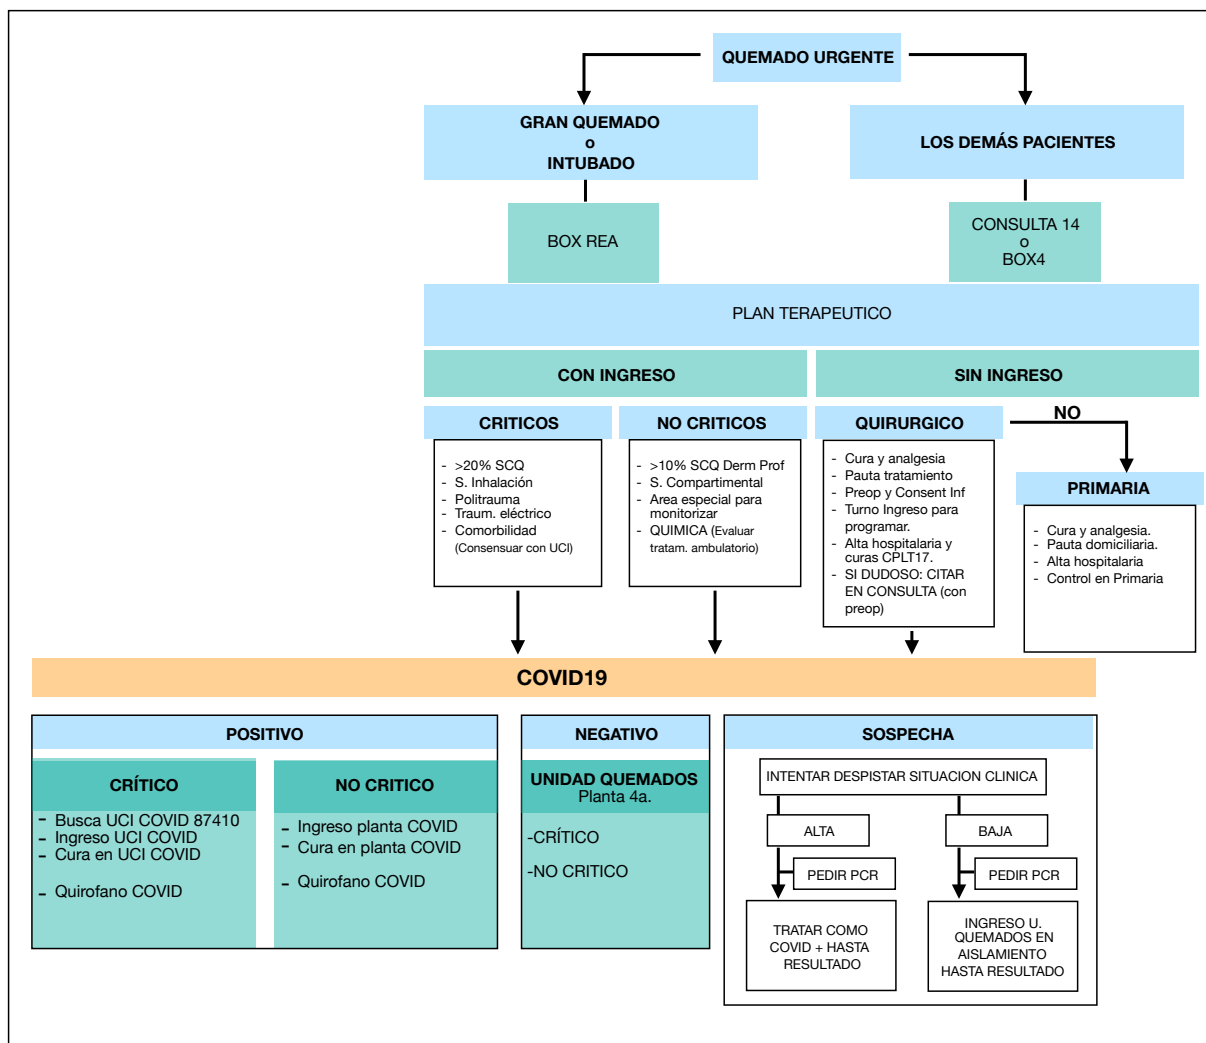 QUEMADO URGENTE
GRAN QUEMADO
o
INTUBADO
LOS DEMÁS PACIENTES
BOX REA
CONSULTA 14
o
BOX4
PLAN TERAPEUTICO
CON INGRESO
SIN INGRESO
CRITICOS
- >20% SCQ
- S. Inhalación
- Politrauma
- Traum. eléctrico
- Comorbilidad
(Consensuar con UCI)
NO CRITICOS
- >10% SCQ Derm Prof
- S. Compartimental
- Area especial para
monitorizar
- QUIMICA (Evaluar
tratam. ambulatorio)
QUIRURGICO
- Cura y analgesia
- Pauta tratamiento
- Preop y Consent Inf
- Turno Ingreso para
programar.
- Alta hospitalaria y
curas CPLT17.
- SI DUDOSO: CITAR
EN CONSULTA (con
preop)
NO
PRIMARIA
- Cura y analgesia.
- Pauta domiciliaria.
- Alta hospitalaria
- Control en Primaria
COVID19
POSITIVO
CRÍTICO
- Busca UCI COVID 87410
- Ingreso UCI COVID
- Cura en UCI COVID
- Quirofano COVID
NO CRITICO
- Ingreso planta COVID
- Cura en planta COVID
- Quirofano COVID
NEGATIVO
UNIDAD QUEMADOS
Planta 4a.
-CRÍTICO
-NO CRITICO
SOSPECHA
INTENTAR DESPISTAR SITUACION CLINICA
ALTA
PEDIR PCR
TRATAR COMO
COVID + HASTA
RESULTADO
BAJA
PEDIR PCR
INGRESO U.
QUEMADOS EN
AISLAMIENTO
HASTA RESULTADO